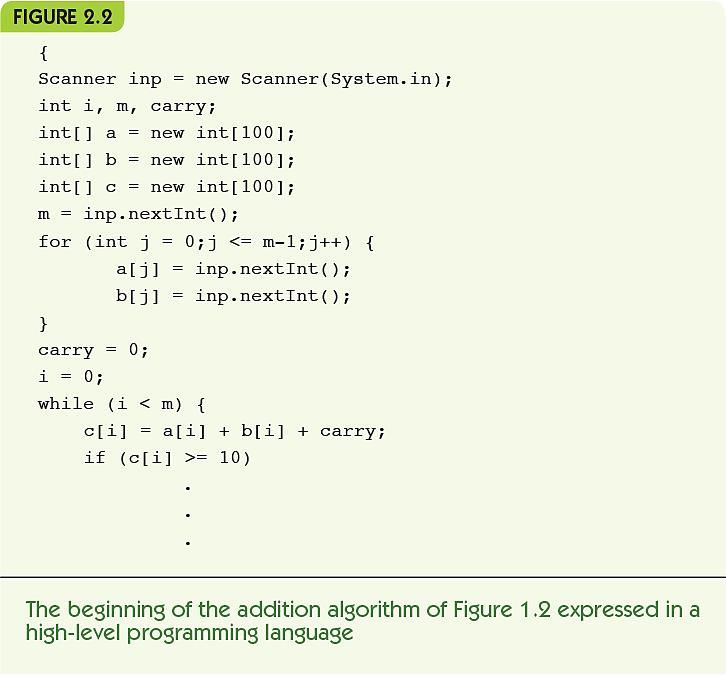 FIGURE 2.2
{
Scanner inp = new Scanner(System.in);
int i, m, carry;
int[] a = new int[100];
int[] b = new int[100];
int[] c = new int[100];
m = inp.nextInt();
for (int j = 0;j <= m-1;j++) {
a[j] = inp.nextInt();
b[j] = inp.nextInt();
}
carry = 0;
i = 0;
while (i < m) {
c[i] = a[i] + b[i] + carry;
if (c[i] >= 10)
.
.
.
The beginning of the addition algorithm of Figure 1.2 expressed in a
high-level programming language